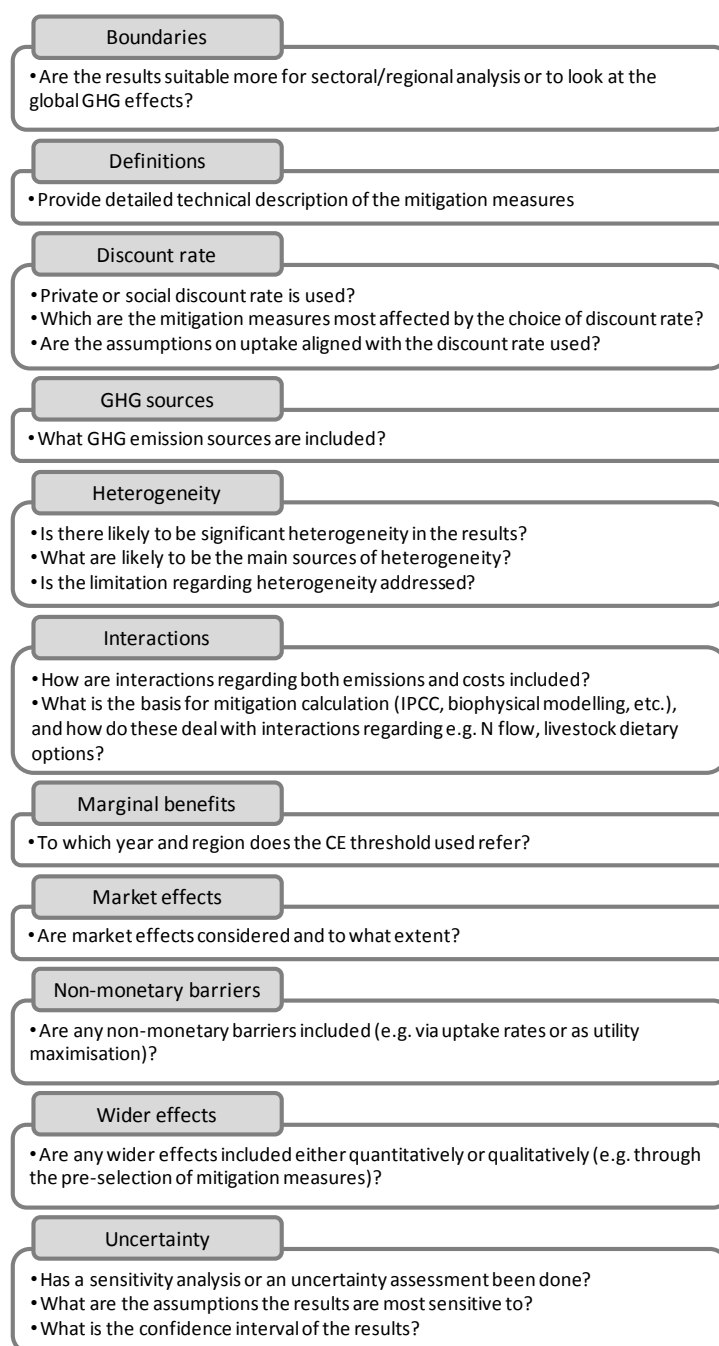 Boundaries
•Are the results suitable more for sectoral/regional analysis or to look at the
global GHG effects?
Definitions
•Provide detailed technical description of the mitigation measures
Discount rate
•Private or social discount rate is used?
•Which are the mitigation measures most affected by the choice of discount rate?
•Are the assumptions on uptake aligned with the discount rate used?
GHG sources
•What GHG emission sources are included?
Heterogeneity
•Is there likely to be significant heterogeneity in the results?
•What are likely to be the main sources of heterogeneity?
•Is the limitation regarding heterogeneity addressed?
Interactions
•How are interactions regarding both emissions and costs included?
•What is the basis for mitigation calculation (IPCC, biophysical modelling, etc.),
and how do these deal with interactions regarding e.g. N flow, livestock dietary
options?
Marginal benefits
•To which year and region does the CE threshold used refer?
Market effects
•Are market effects considered and to what extent?
Non-monetary barriers
•Are any non-monetary barriers included (e.g. via uptake rates or as utility
maximisation)?
Wider effects
•Are any wider effects included either quantitatively or qualitatively (e.g. through
the pre-selection of mitigation measures)?
Uncertainty
•Has a sensitivity analysis or an uncertainty assessment been done?
•What are the assumptions the results are most sensitive to?
•What is the confidence interval of the results?